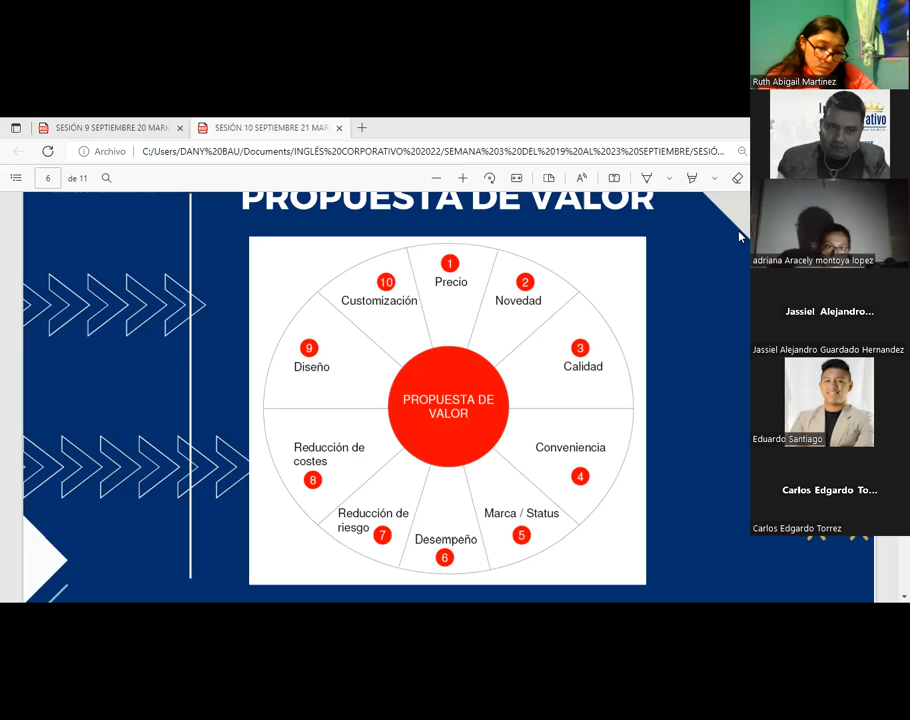 SESIÓN 9 SEPTIEMBRE 20 MARK
SESIÓN 10 SEPTIEMBRE 21 MAR
Archivo
C:/Users/DANY%20BAU/Documents/INGLÉS%20CORPORATIVO%202022/SEMANA%203%20DEL%2019%20AL%2023%20SEPTIEMBRE/SESIÓ...
6
de 11
PROPUESTA DE VALOR
1
Precio
2
Novedad
3
Calidad
Conveniencia
4
Marca / Status
5
Desempeño
6
Reducción de
riesgo
7
Reducción de
costes
8
9
Diseño
10
Customización
PROPUESTA DE
VALOR
Ruth Abigail Martinez
adriana Aracely montoya lopez
Jassiel Alejandro...
Jassiel Alejandro Guardado Hernandez
Eduardo Santiago
Carlos Edgardo To...
Carlos Edgardo Torrez